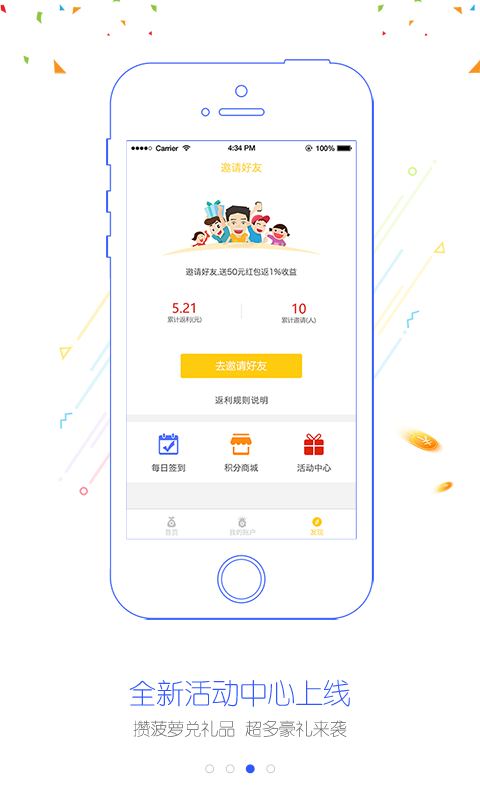 ●●●●○ Carrier 4:34 PM 100%
邀请好友
邀请好友,送50元红包返1%收益
5.21 10
累计返利(元) 累计邀请(人)
去邀请好友
返利规则说明
每日签到 积分商城 活动中心
首页 我的账户 发现
全新活动中心上线
攒菠萝兑礼品 超多豪礼来袭